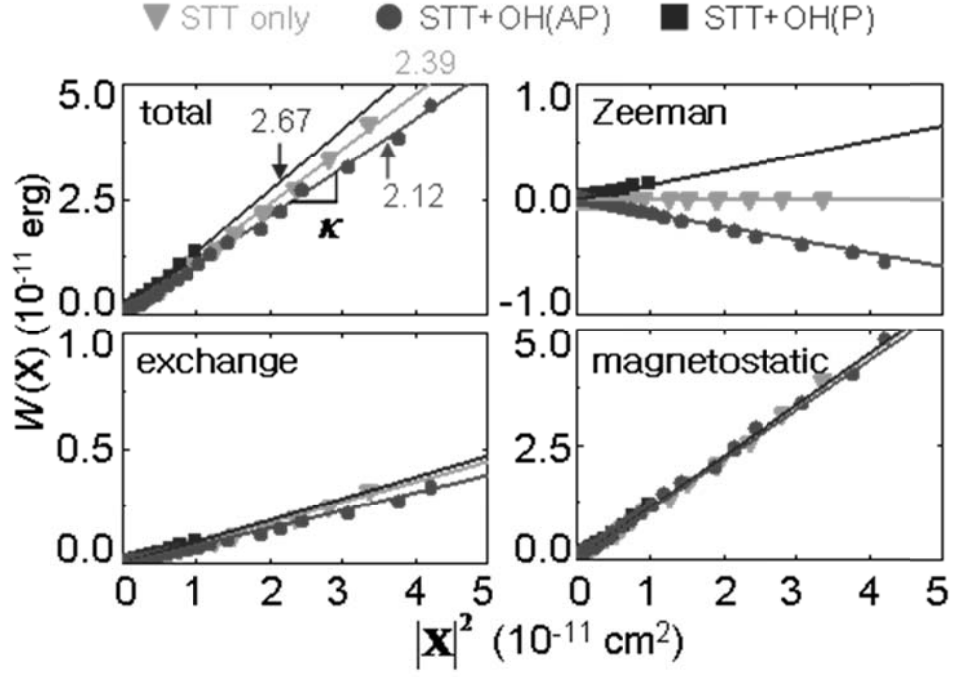 STT only STT+OH(AP) STT+OH(P)
W(X) (10⁻¹¹ erg)
total
2.39
2.67
2.12
κ
5.0
2.5
0.0
Zeeman
1.0
0.0
-1.0
exchange
1.0
0.5
0.0
0 1 2 3 4 5
magnetostatic
5.0
2.5
0.0
0 1 2 3 4 5
|X|² (10⁻¹¹ cm²)